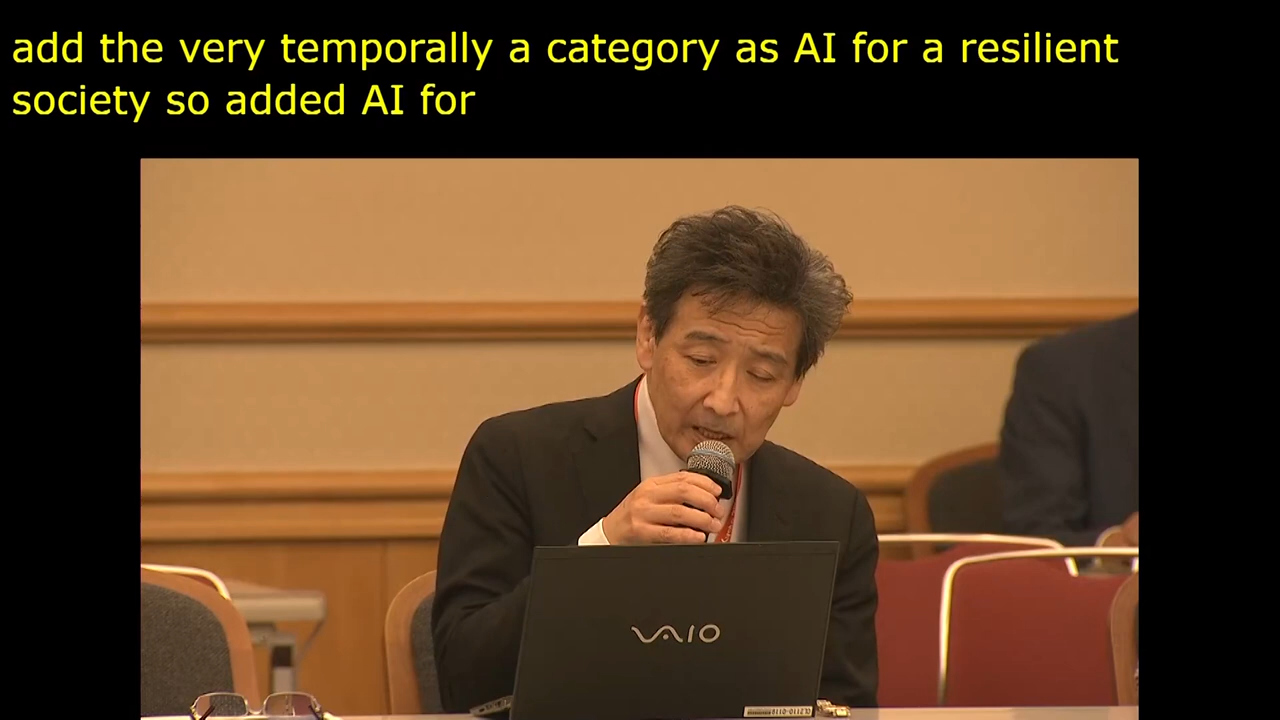 add the very temporally a category as AI for a resilient
society so added AI for
VAIO